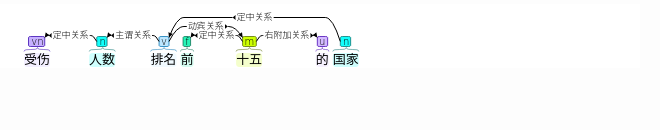 定中关系
动宾关系
定中关系 主谓关系 定中关系 右附加关系
vn n v f m u n
受伤 人数 排名 前 十五 的 国家